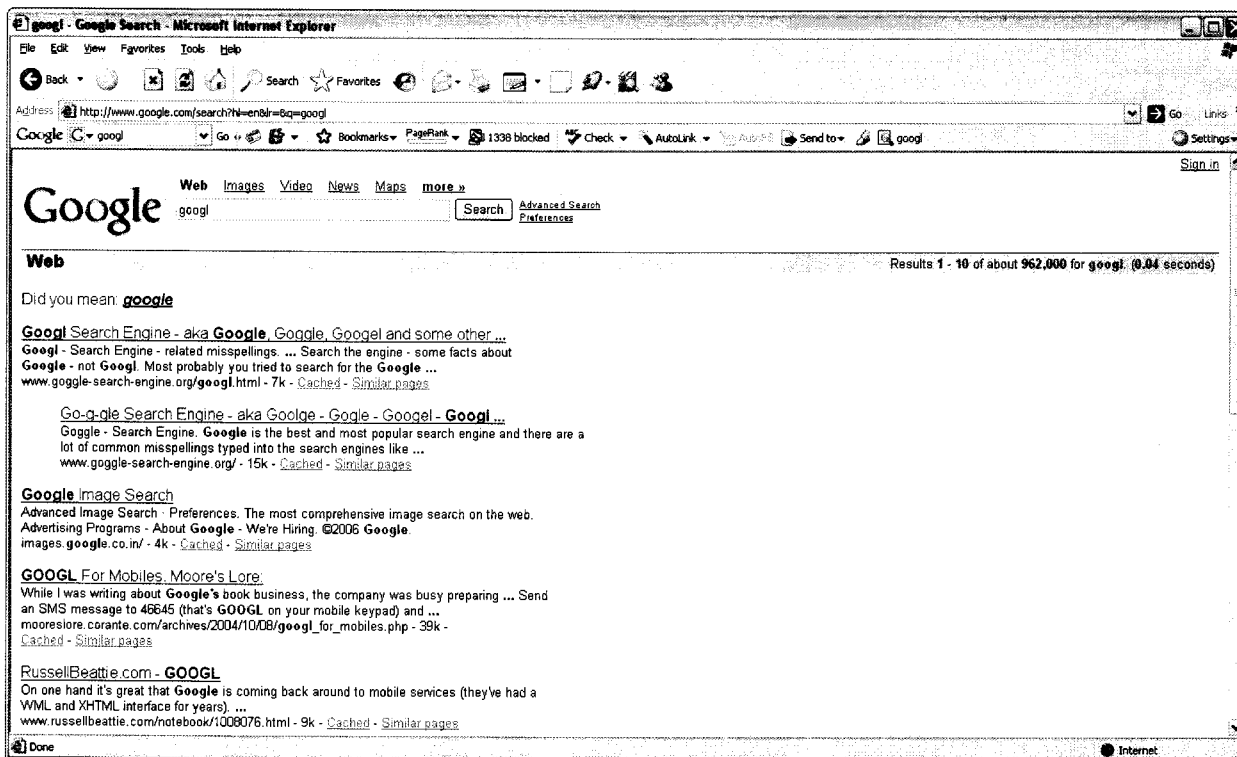 googl - Google Search - Microsoft Internet Explorer
File Edit View Favorites Tools Help
Back Search Favorites
Address http://www.google.com/search?hl=en&lr=&q=googl Go Links
Google googl Go Bookmarks PageRank 1338 blocked Check AutoLink Send to googl Settings
Sign in
Web Images Video News Maps more »
Google googl Search Advanced Search
Preferences
Web Results 1 - 10 of about 962,000 for googl. (0.04 seconds)
Did you mean: google
Googl Search Engine - aka Google, Goggle, Googel and some other ...
Googl - Search Engine - related misspellings. ... Search the engine - some facts about
Google - not Googl. Most probably you tried to search for the Google ...
www.goggle-search-engine.org/googl.html - 7k - Cached - Similar pages
Go-g-gle Search Engine - aka Goolge - Gogle - Googel - Googl ...
Goggle - Search Engine. Google is the best and most popular search engine and there are a
lot of common misspellings typed into the search engines like ...
www.goggle-search-engine.org/ - 15k - Cached - Similar pages
Google Image Search
Advanced Image Search · Preferences. The most comprehensive image search on the web.
Advertising Programs - About Google - We're Hiring. ©2006 Google.
images.google.co.in/ - 4k - Cached - Similar pages
GOOGL For Mobiles. Moore's Lore:
While I was writing about Google's book business, the company was busy preparing ... Send
an SMS message to 46645 (that's GOOGL on your mobile keypad) and ...
mooreslore.corante.com/archives/2004/10/08/googl_for_mobiles.php - 39k -
Cached - Similar pages
RussellBeattie.com - GOOGL
On one hand it's great that Google is coming back around to mobile services (they've had a
WML and XHTML interface for years). ...
www.russellbeattie.com/notebook/1008076.html - 9k - Cached - Similar pages
Done Internet